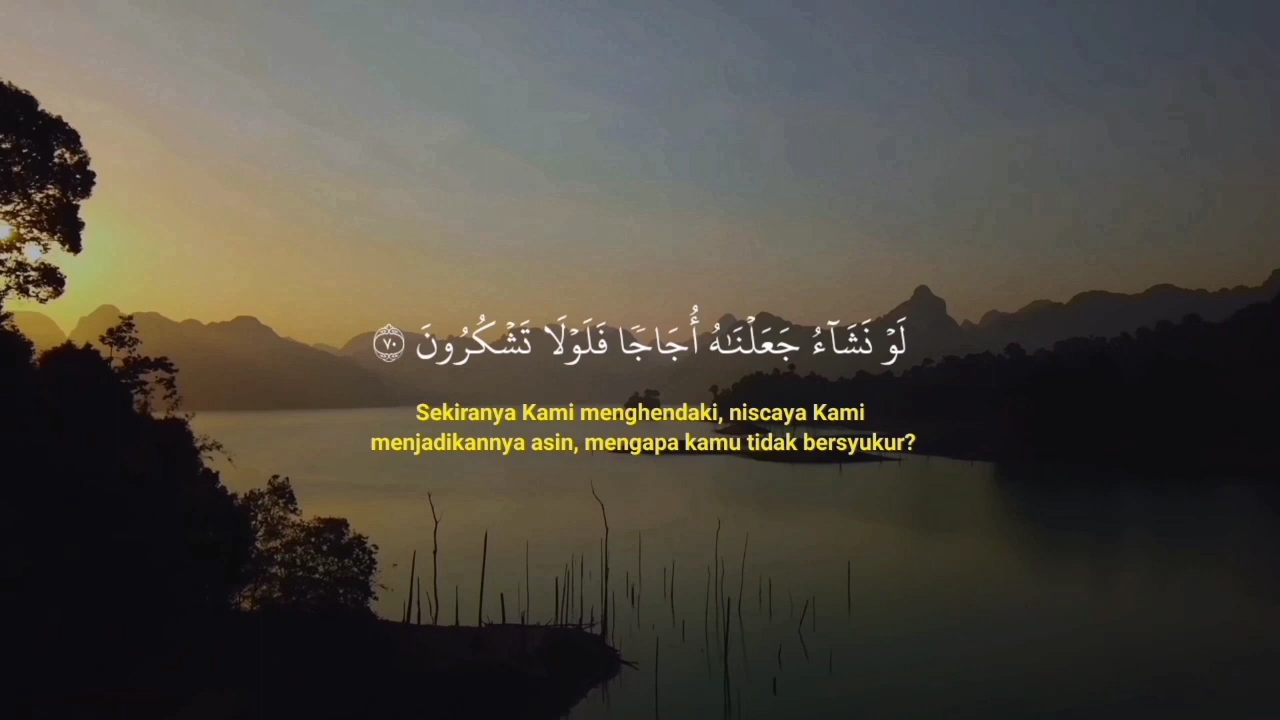 لَوْ نَشَآءُ جَعَلْنَٰهُ أُجَاجًا فَلَوْلَا تَشْكُرُونَ ۝٧٠
Sekiranya Kami menghendaki, niscaya Kami
menjadikannya asin, mengapa kamu tidak bersyukur?